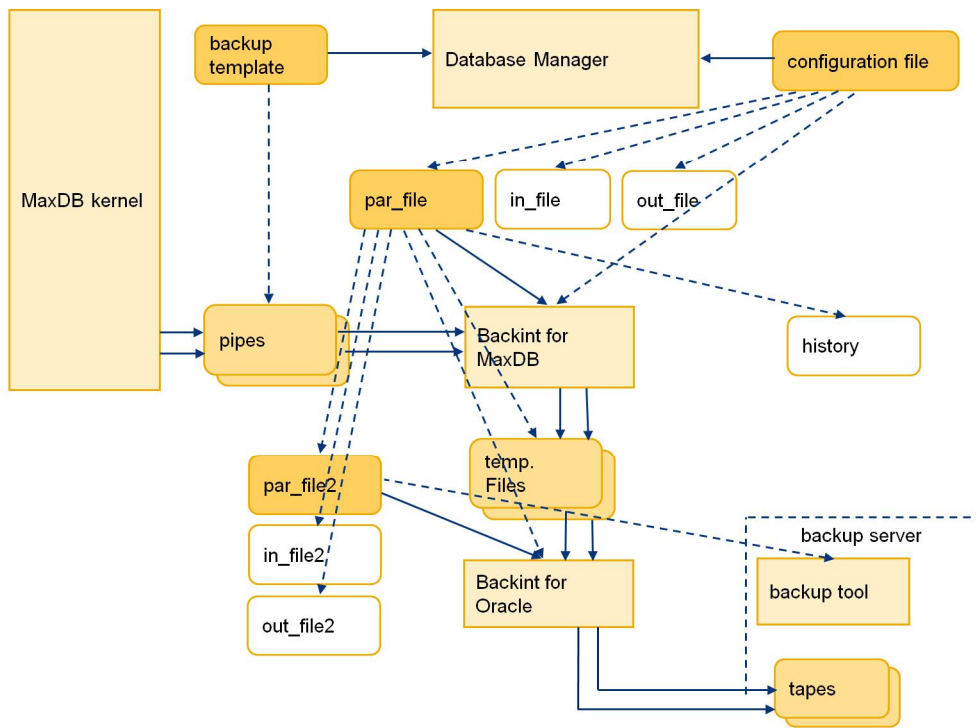 backup
template
Database Manager
configuration file
MaxDB kernel
par_file
in_file
out_file
pipes
Backint for
MaxDB
history
temp.
Files
par_file2
in_file2
out_file2
Backint for
Oracle
backup server
backup tool
tapes